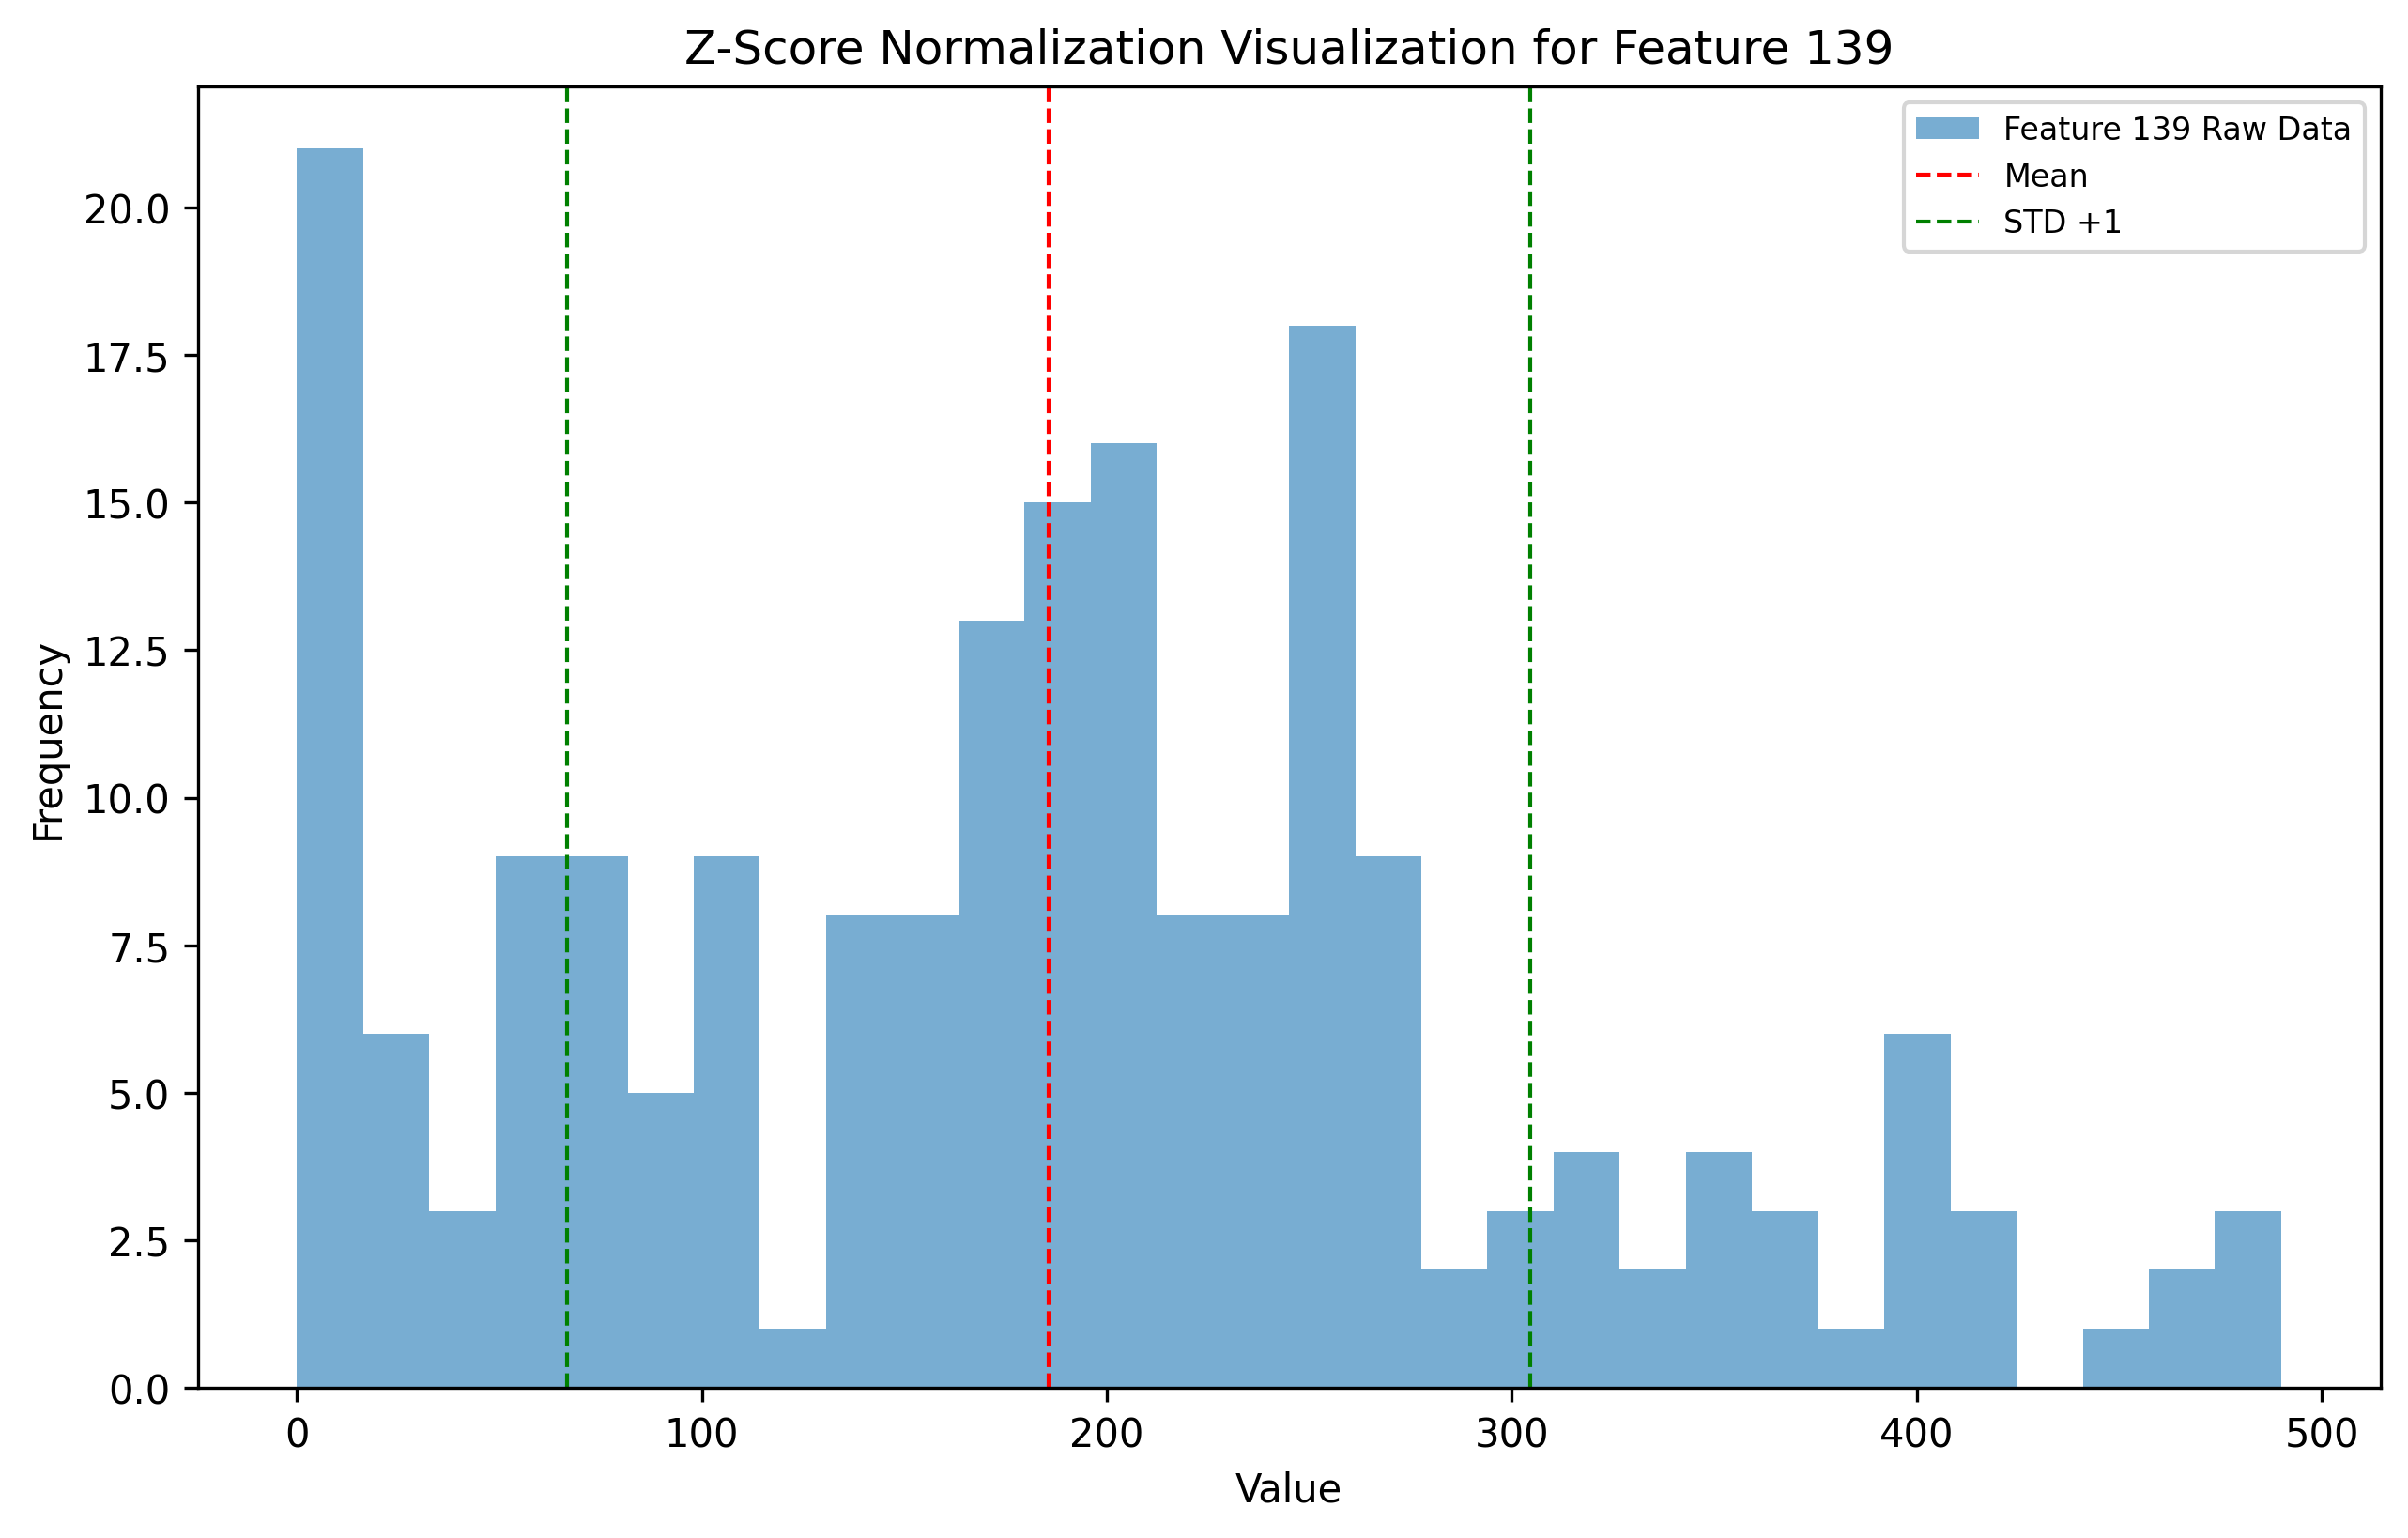 Z-Score Normalization Visualization for Feature 139
Feature 139 Raw Data
Mean
STD +1
20.0
17.5
15.0
12.5
10.0
7.5
5.0
2.5
0.0
Frequency
0
100
200
300
400
500
Value